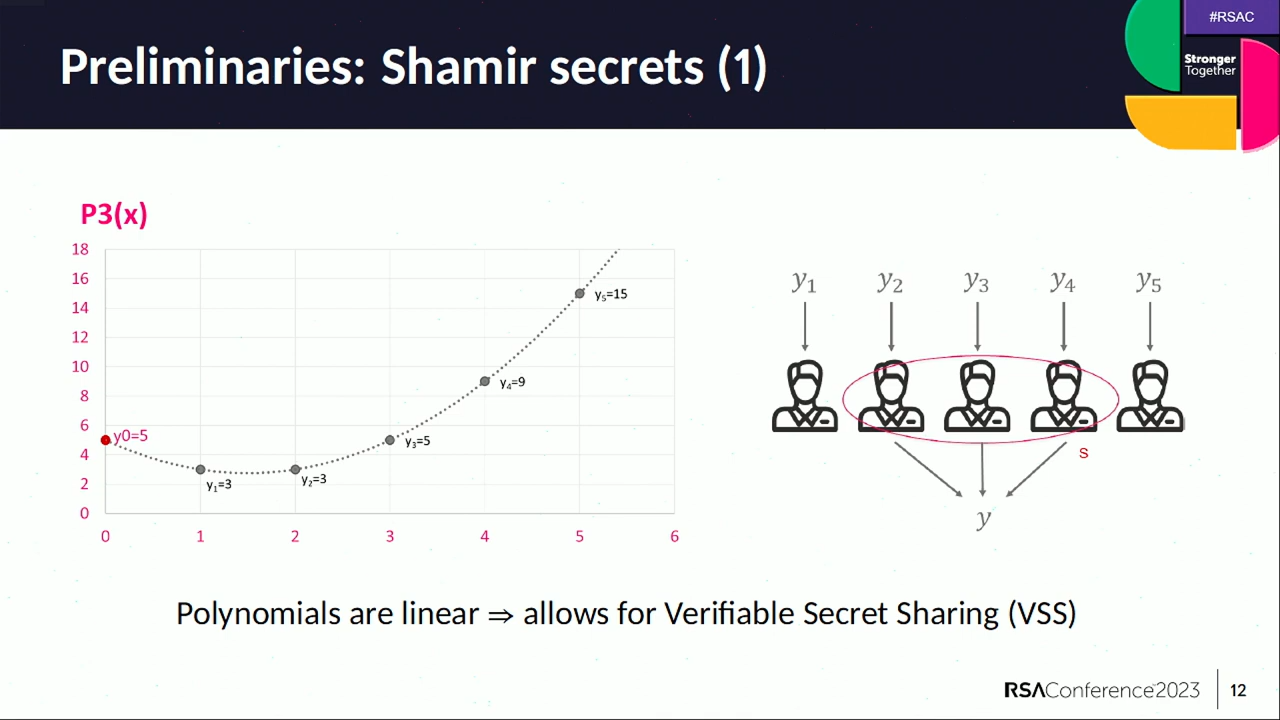 #RSAC
Preliminaries: Shamir secrets (1)
Stronger
Together
P3(x)
18
16
14
12
10
8
6
4
2
0
0 1 2 3 4 5 6
y0=5
y₁=3
y₂=3
y₃=5
y₄=9
y₅=15
y₁ y₂ y₃ y₄ y₅
s
y
Polynomials are linear ⇒ allows for Verifiable Secret Sharing (VSS)
RSAConference™2023
12